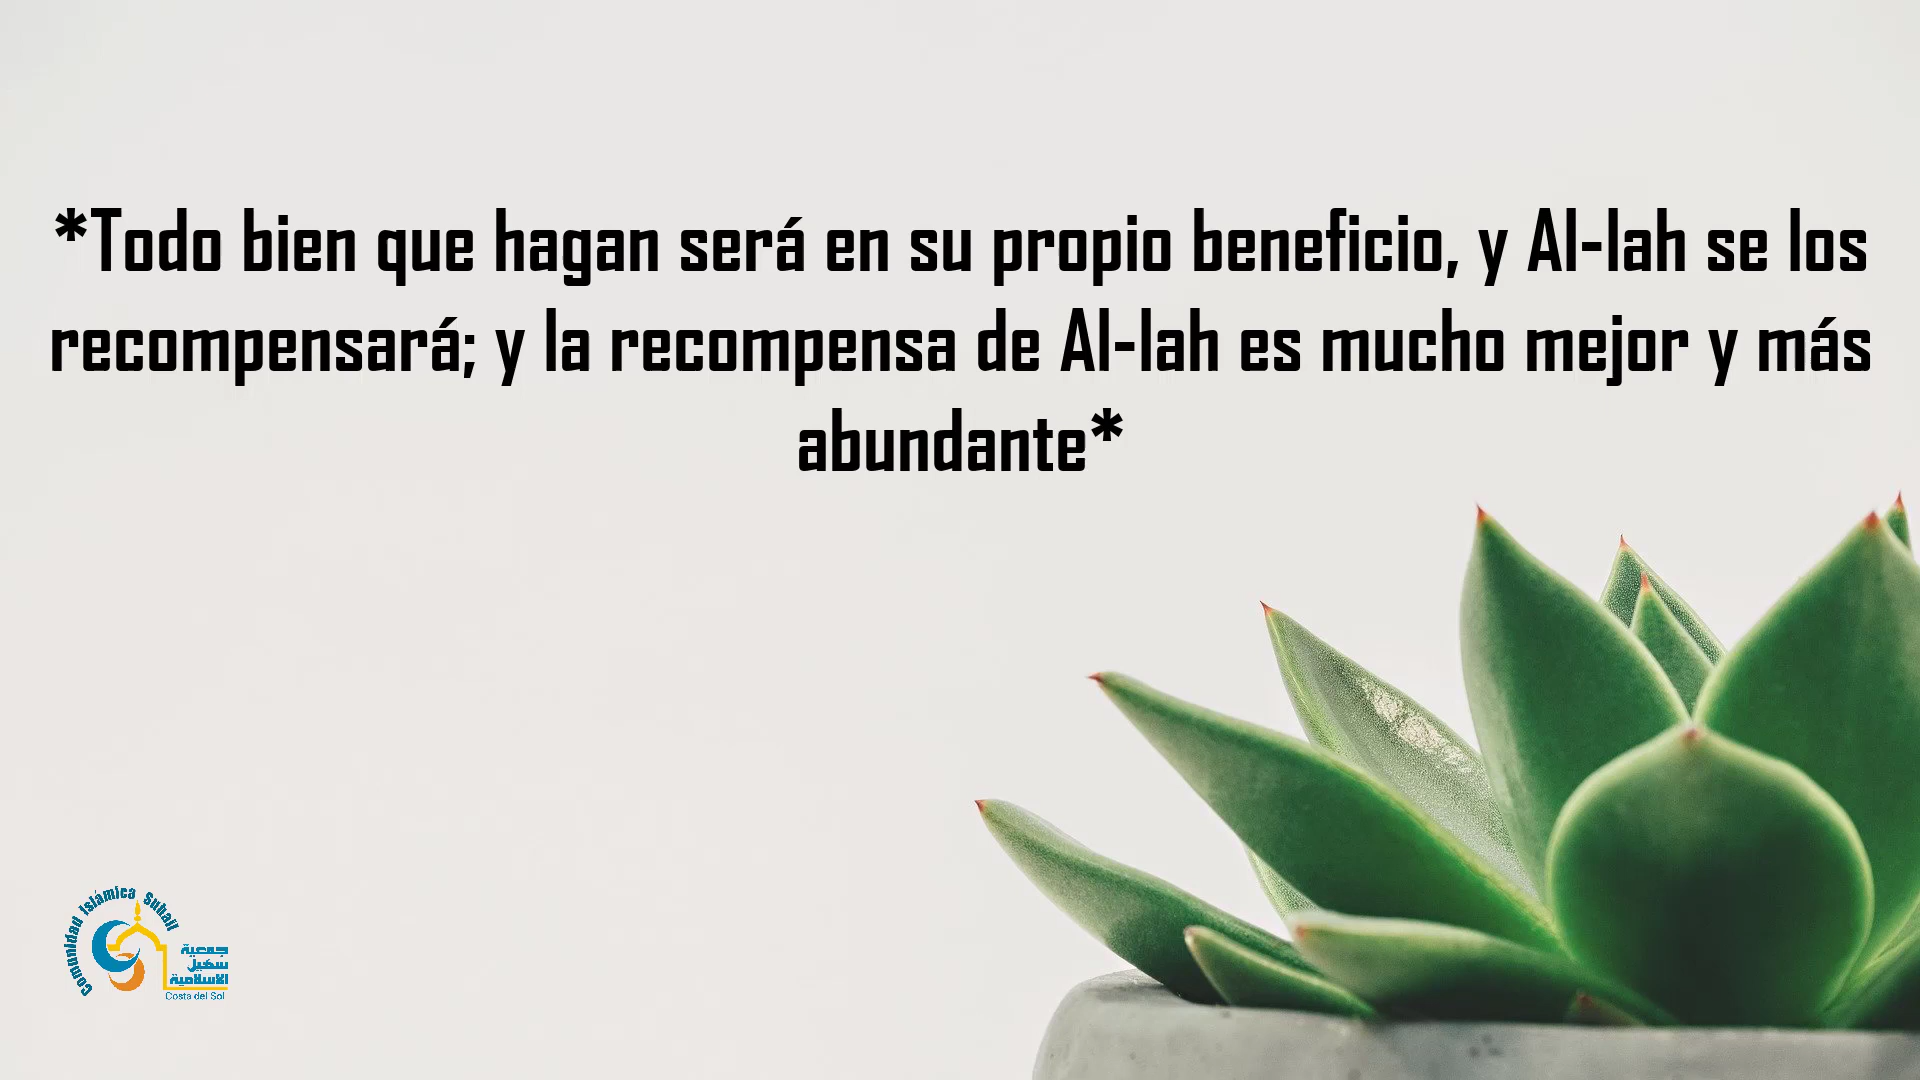 *Todo bien que hagan será en su propio beneficio, y Al-lah se los
recompensará; y la recompensa de Al-lah es mucho mejor y más
abundante*
Comunidad Islámica Suhail
جمعية
سهيل
الاسلامية
Costa del Sol